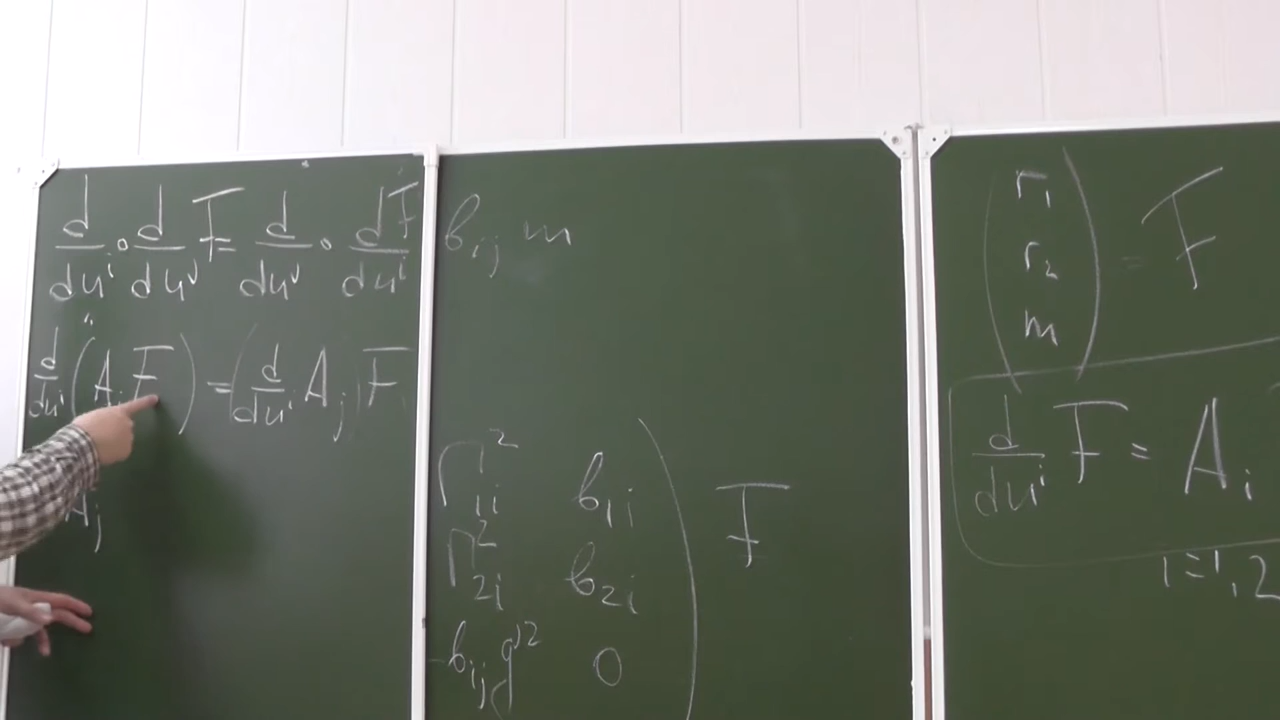 d/du^i ∘ d/du^j F = d/du^j ∘ dF/du^i
d/du^i (A_j F) = (d/du^i A_j) F
A_j
b_ij m
Γ^2_1i b_1i
Γ^2_2i b_2i
-b_ij g^j2 0
F
r_1
r_2
m
= F
d/du^i F = A_i
i=1,2